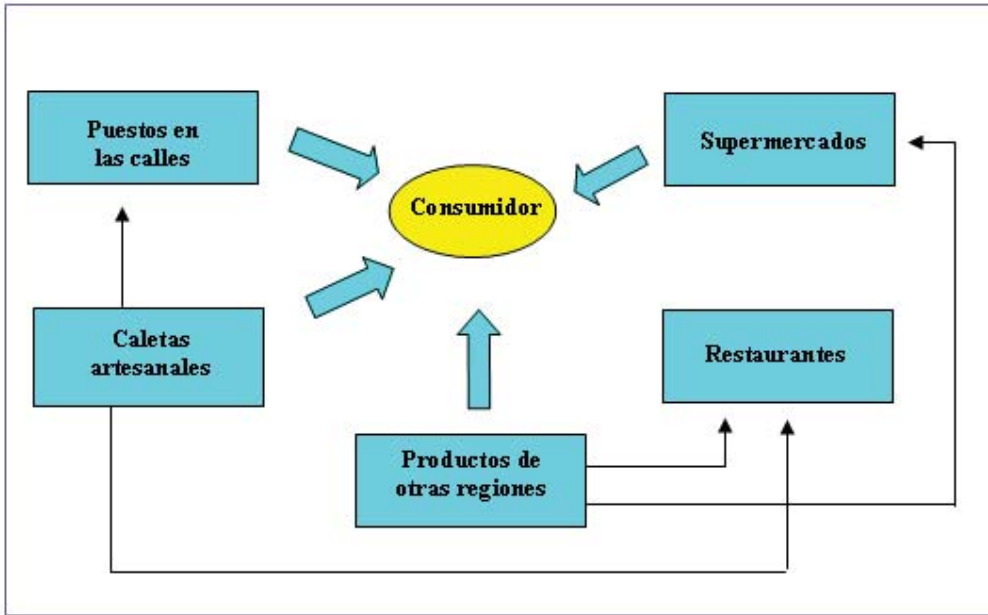 Puestos en
las calles
Supermercados
Consumidor
Caletas
artesanales
Restaurantes
Productos de
otras regiones